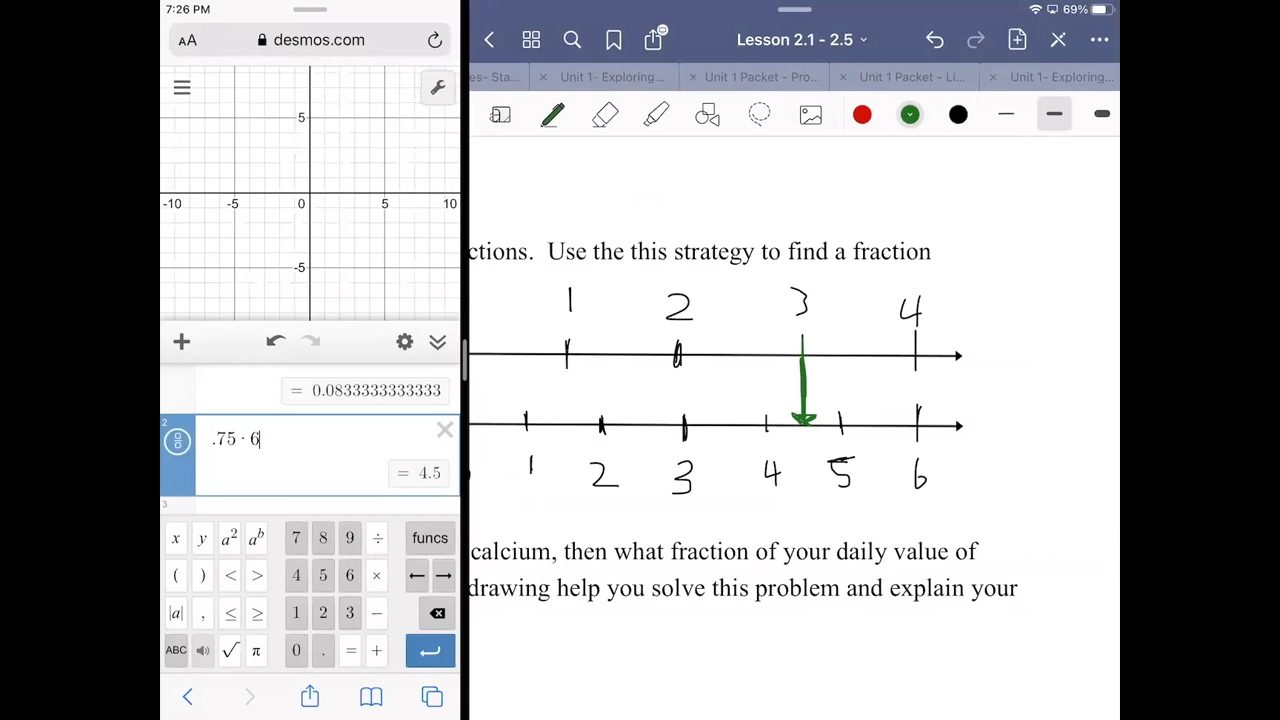 7:26 PM
AA desmos.com
5
-10 -5 0 5 10
-5
= 0.0833333333333
2
.75 · 6
= 4.5
3
x y a² aᵇ 7 8 9 ÷ funcs
( ) < > 4 5 6 × ← →
|a| , ≤ ≥ 1 2 3 −
ABC √ π 0 . = +
69%
Lesson 2.1 - 2.5
es- Sta... × Unit 1- Exploring... × Unit 1 Packet - Pro... × Unit 1 Packet - Li... × Unit 1- Exploring...
ctions. Use the this strategy to find a fraction
1 2 3 4
1 2 3 4 5 6
calcium, then what fraction of your daily value of
drawing help you solve this problem and explain your